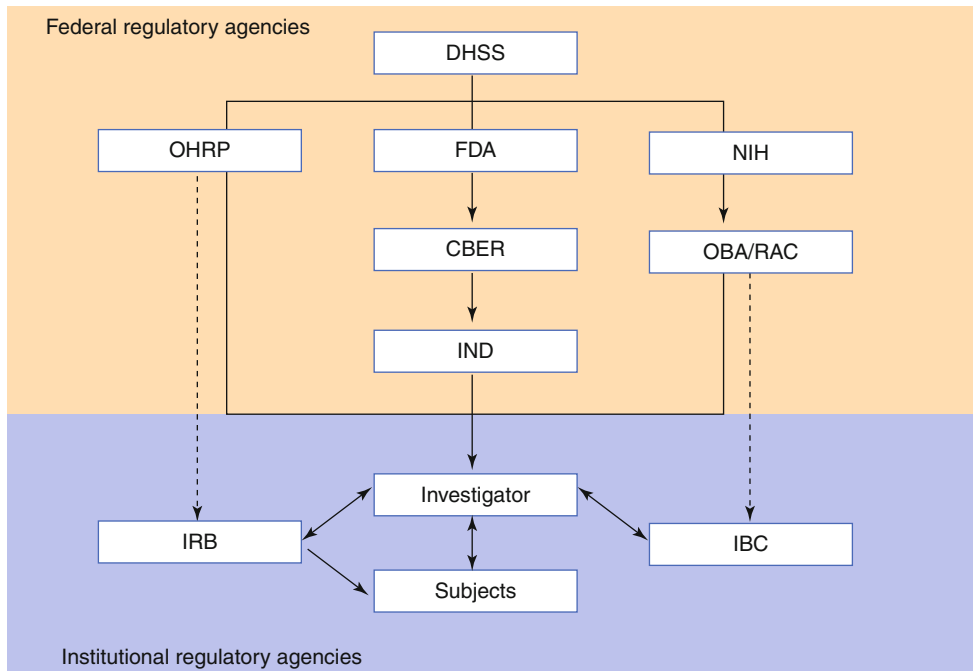 Federal regulatory agencies
DHSS
OHRP
FDA
NIH
CBER
OBA/RAC
IND
Investigator
IRB
IBC
Subjects
Institutional regulatory agencies